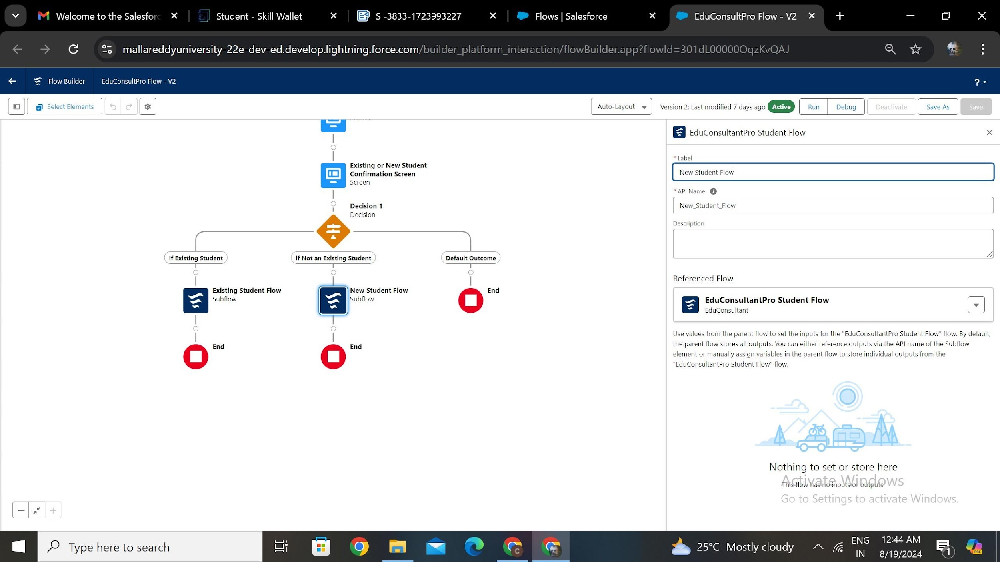 Welcome to the Salesforc
Student - Skill Wallet
SI-3833-1723993227
Flows | Salesforce
EduConsultPro Flow - V2
mallareddyuniversity-22e-dev-ed.develop.lightning.force.com/builder_platform_interaction/flowBuilder.app?flowId=301dL00000OqzKvQAJ
Flow Builder
EduConsultPro Flow - V2
?
Select Elements
Auto-Layout
Version 2: Last modified 7 days ago
Active
Run
Debug
Deactivate
Save As
Save
Screen
Existing or New Student
Confirmation Screen
Screen
Decision 1
Decision
If Existing Student
if Not an Existing Student
Default Outcome
Existing Student Flow
Subflow
New Student Flow
Subflow
End
End
End
EduConsultantPro Student Flow
* Label
New Student Flow
* API Name
New_Student_Flow
Description
Referenced Flow
EduConsultantPro Student Flow
EduConsultant
Use values from the parent flow to set the inputs for the "EduConsultantPro Student Flow" flow. By default,
the parent flow stores all outputs. You can either reference outputs via the API name of the Subflow
element or manually assign variables in the parent flow to store individual outputs from the
"EduConsultantPro Student Flow" flow.
Nothing to set or store here
This flow has no inputs or outputs.
Activate Windows
Go to Settings to activate Windows.
Type here to search
C
25°C Mostly cloudy
ENG
IN
12:44 AM
8/19/2024
1
PRE